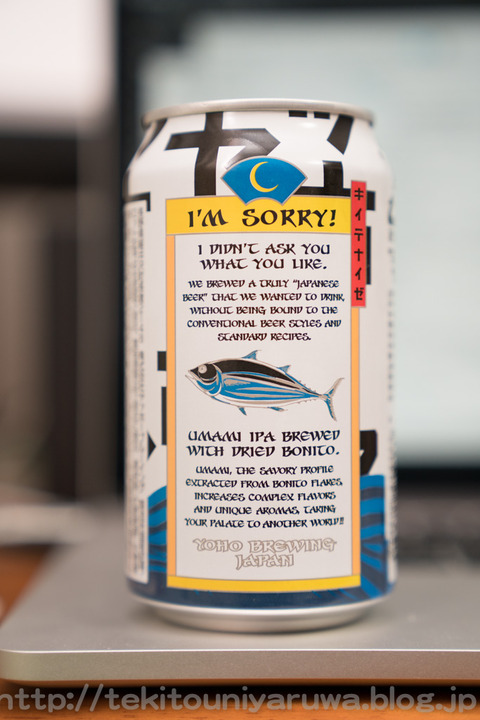 I'M SORRY!
キイテナイゼ
I DIDN'T ASK YOU
WHAT YOU LIKE.
WE BREWED A TRULY "JAPANESE
BEER" THAT WE WANTED TO DRINK,
WITHOUT BEING BOUND TO THE
CONVENTIONAL BEER STYLES AND
STANDARD RECIPES.
UMAMI IPA BREWED
WITH DRIED BONITO.
UMAMI, THE SAVORY PROFILE
EXTRACTED FROM BONITO FLAKES,
INCREASES COMPLEX FLAVORS
AND UNIQUE AROMAS, TAKING
YOUR PALATE TO ANOTHER WORLD!!
YOHO BREWING
JAPAN
http://tekitouniyaruwa.blog.jp